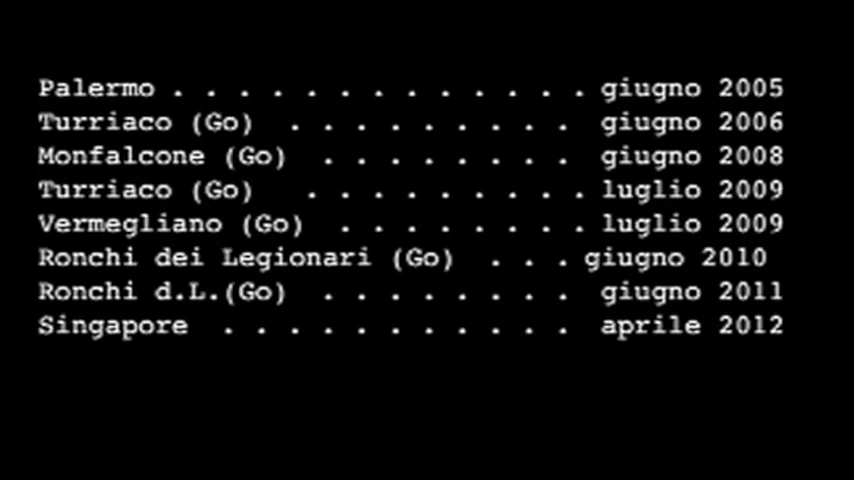 Palermo . . . . . . . . . . . . . giugno 2005
Turriaco (Go) . . . . . . . . . giugno 2006
Monfalcone (Go) . . . . . . . . giugno 2008
Turriaco (Go) . . . . . . . . . luglio 2009
Vermegliano (Go) . . . . . . . . luglio 2009
Ronchi dei Legionari (Go) . . . giugno 2010
Ronchi d.L.(Go) . . . . . . . . giugno 2011
Singapore . . . . . . . . . . . aprile 2012